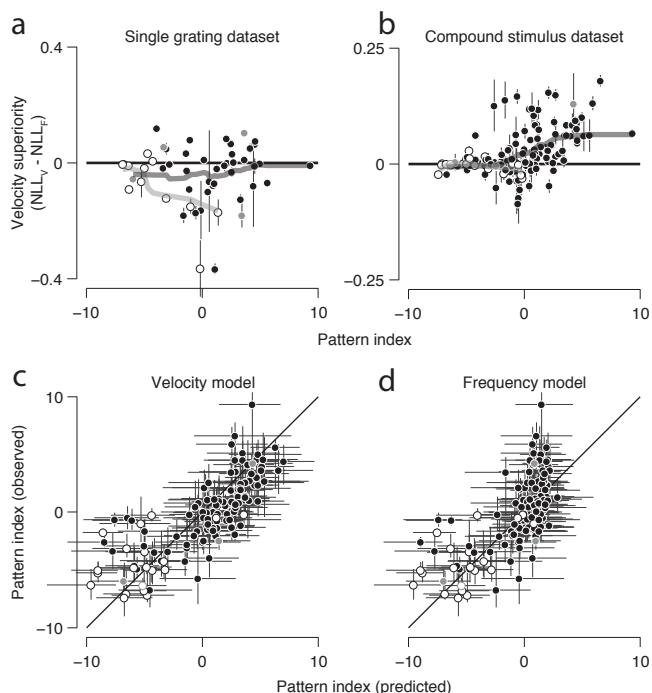 a
Single grating dataset
b
Compound stimulus dataset
0.4
0
−0.4
Velocity superiority
(NLLV - NLLF)
0.25
0
−0.25
−10
0
10
−10
0
10
Pattern index
c
Velocity model
d
Frequency model
10
0
−10
Pattern index (observed)
−10
0
10
−10
0
10
Pattern index (predicted)